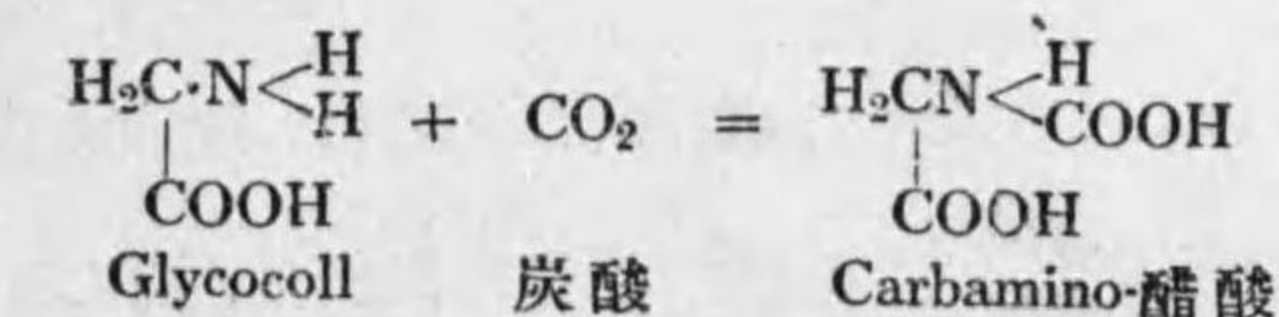 H₂C·N<H H + CO₂ = H₂CN<H COOH
COOH COOH
Glycocoll 炭酸 Carbamino-醋酸